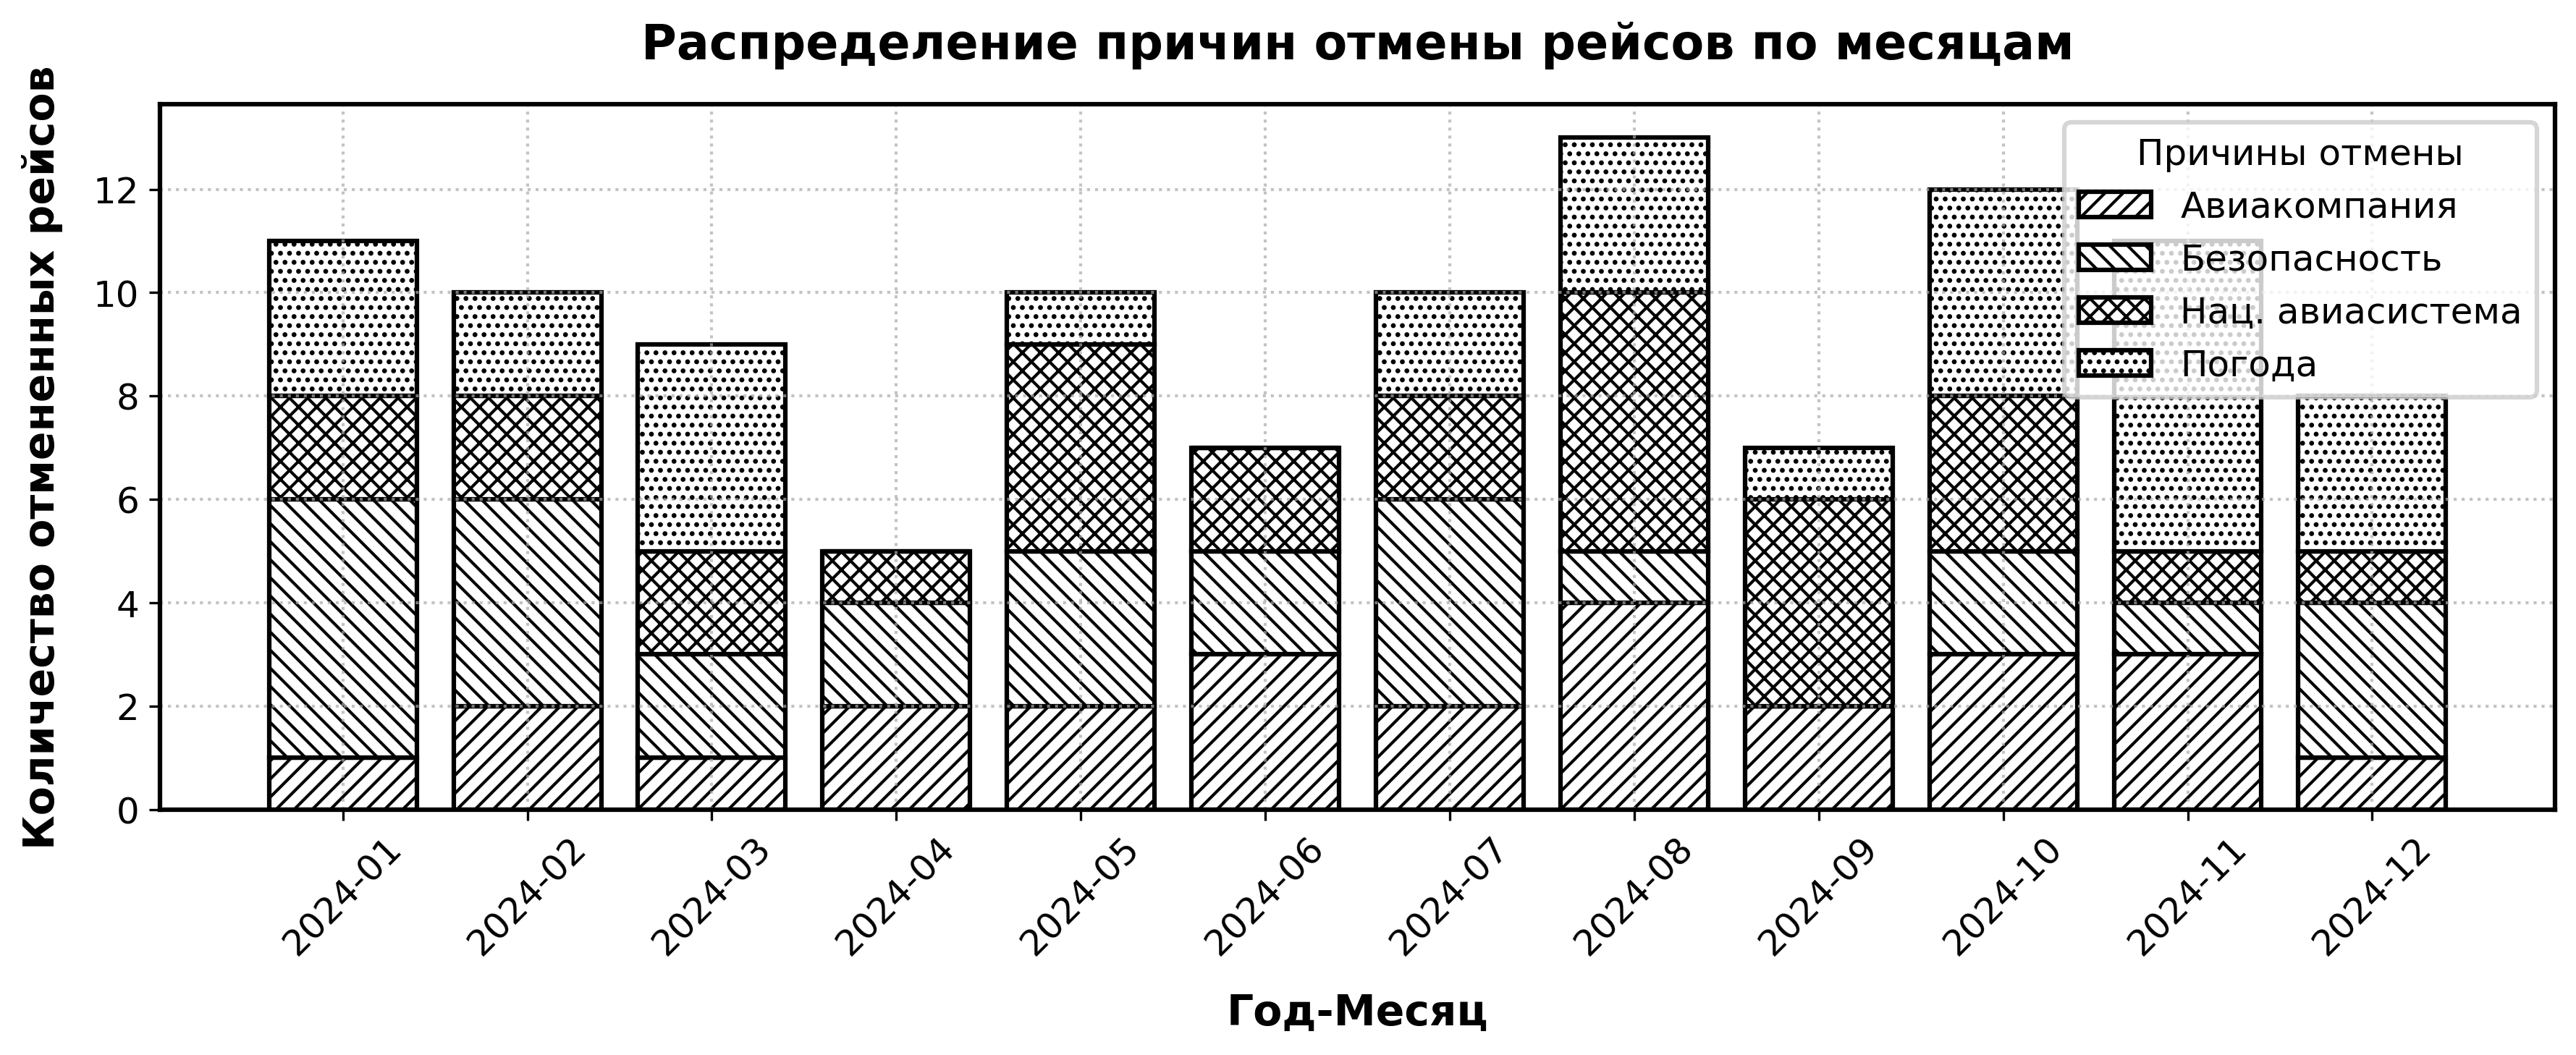 Распределение причин отмены рейсов по месяцам
Количество отмененных рейсов
12
10
8
6
4
2
0
Причины отмены
Авиакомпания
Безопасность
Нац. авиасистема
Погода
2024-01
2024-02
2024-03
2024-04
2024-05
2024-06
2024-07
2024-08
2024-09
2024-10
2024-11
2024-12
Год-Месяц